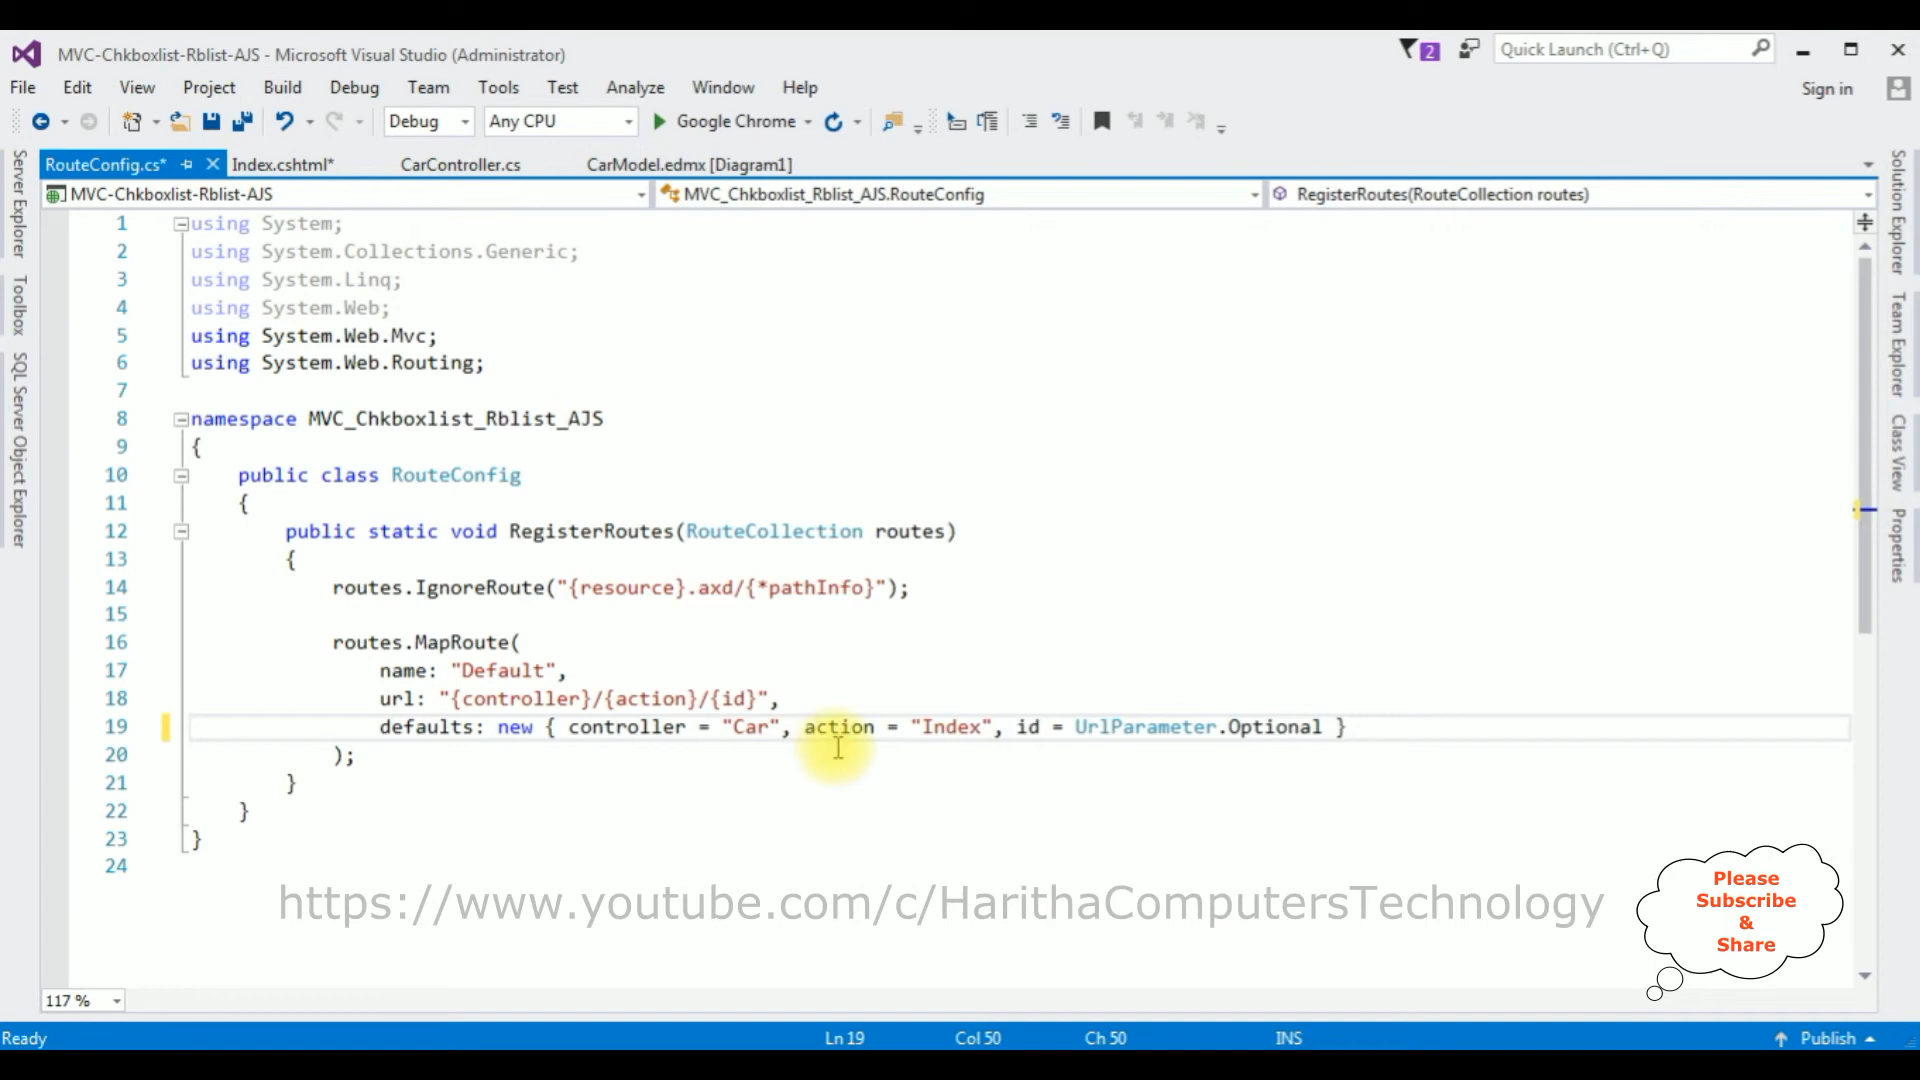 MVC-Chkboxlist-Rblist-AJS - Microsoft Visual Studio (Administrator)
2
Quick Launch (Ctrl+Q)
File Edit View Project Build Debug Team Tools Test Analyze Window Help
Sign in
Debug Any CPU Google Chrome
RouteConfig.cs* Index.cshtml* CarController.cs CarModel.edmx [Diagram1]
MVC-Chkboxlist-Rblist-AJS MVC_Chkboxlist_Rblist_AJS.RouteConfig RegisterRoutes(RouteCollection routes)
Server Explorer
Toolbox
SQL Server Object Explorer
1 using System;
2 using System.Collections.Generic;
3 using System.Linq;
4 using System.Web;
5 using System.Web.Mvc;
6 using System.Web.Routing;
7
8 namespace MVC_Chkboxlist_Rblist_AJS
9 {
10 public class RouteConfig
11 {
12 public static void RegisterRoutes(RouteCollection routes)
13 {
14 routes.IgnoreRoute("{resource}.axd/{*pathInfo}");
15
16 routes.MapRoute(
17 name: "Default",
18 url: "{controller}/{action}/{id}",
19 defaults: new { controller = "Car", action = "Index", id = UrlParameter.Optional }
20 );
21 }
22 }
23 }
24
Solution Explorer
Team Explorer
Class View
Properties
https://www.youtube.com/c/HarithaComputersTechnology
Please
Subscribe
&
Share
117 %
Ready Ln 19 Col 50 Ch 50 INS Publish